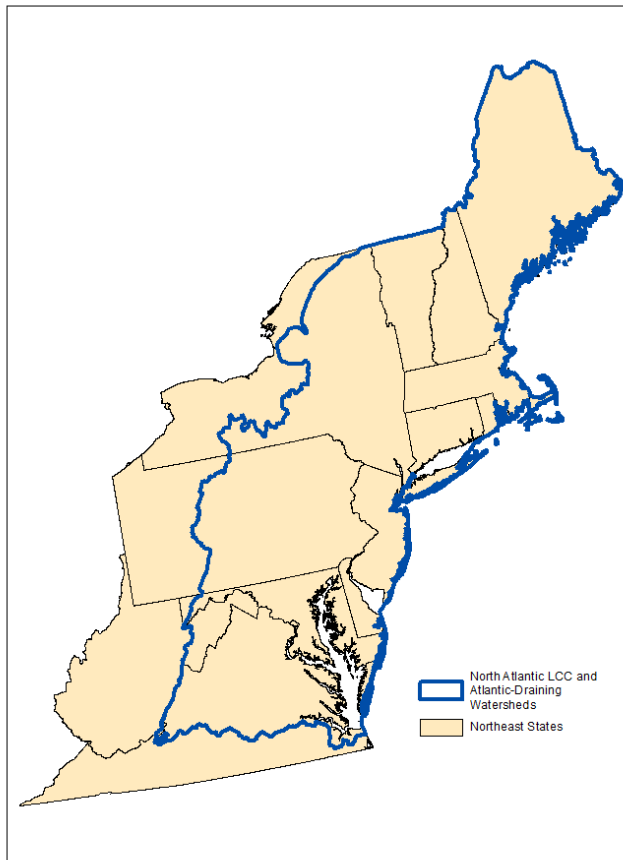 North Atlantic LCC and
Atlantic-Draining
Watersheds
Northeast States